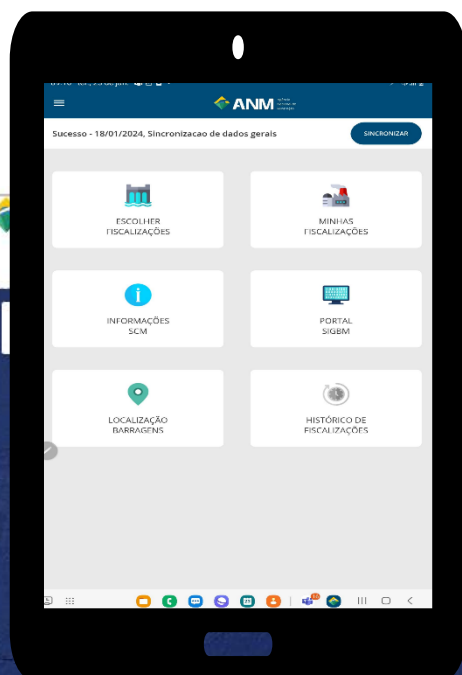 ANM
Sucesso - 18/01/2024, Sincronizacao de dados gerais
SINCRONIZAR
ESCOLHER
FISCALIZAÇÕES
MINHAS
FISCALIZAÇÕES
INFORMAÇÕES
SCM
PORTAL
SIGBM
LOCALIZAÇÃO
BARRAGENS
HISTÓRICO DE
FISCALIZAÇÕES